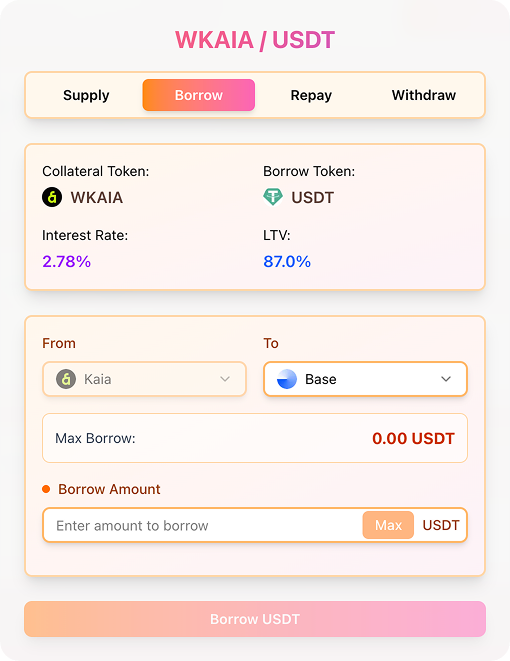 WKAIA / USDT
Supply Borrow Repay Withdraw
Collateral Token: Borrow Token:
WKAIA USDT
Interest Rate: LTV:
2.78% 87.0%
From To
Kaia Base
Max Borrow: 0.00 USDT
Borrow Amount
Enter amount to borrow Max USDT
Borrow USDT